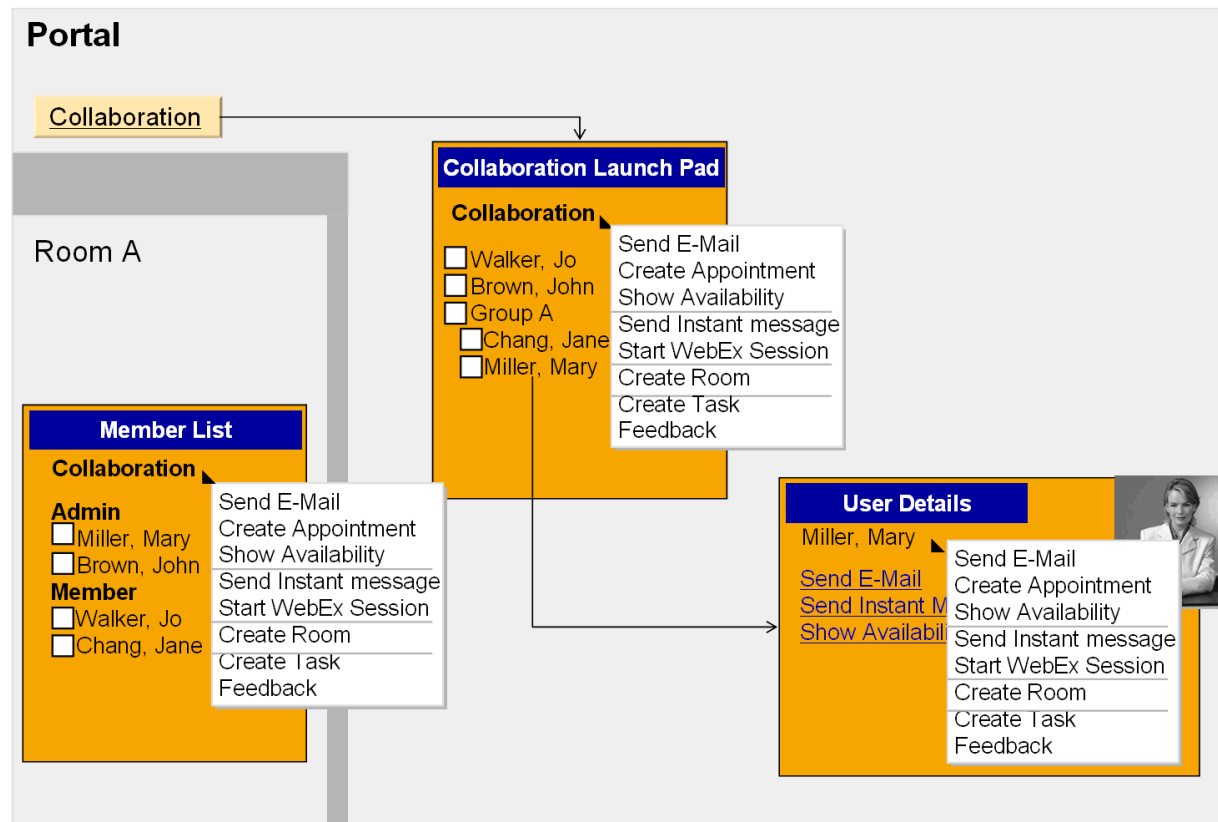 Portal
Collaboration
Collaboration Launch Pad
Collaboration
Walker, Jo
Brown, John
Group A
Chang, Jane
Miller, Mary
Send E-Mail
Create Appointment
Show Availability
Send Instant message
Start WebEx Session
Create Room
Create Task
Feedback
Room A
Member List
Collaboration
Admin
Miller, Mary
Brown, John
Member
Walker, Jo
Chang, Jane
Send E-Mail
Create Appointment
Show Availability
Send Instant message
Start WebEx Session
Create Room
Create Task
Feedback
User Details
Miller, Mary
Send E-Mail
Send Instant M
Show Availabili
Send E-Mail
Create Appointment
Show Availability
Send Instant message
Start WebEx Session
Create Room
Create Task
Feedback